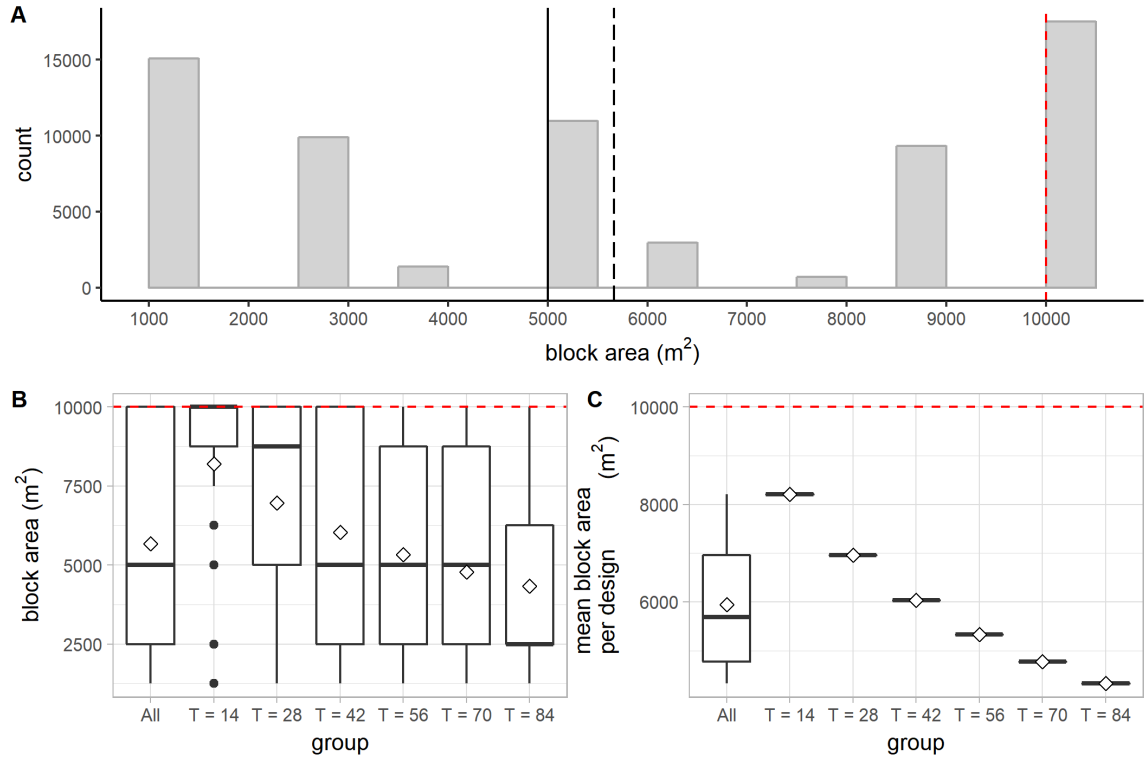 A
count
15000
10000
5000
0
1000 2000 3000 4000 5000 6000 7000 8000 9000 10000
block area (m²)
B
block area (m²)
10000
7500
5000
2500
All T = 14 T = 28 T = 42 T = 56 T = 70 T = 84
group
C
mean block area (m²)
per design
10000
8000
6000
All T = 14 T = 28 T = 42 T = 56 T = 70 T = 84
group